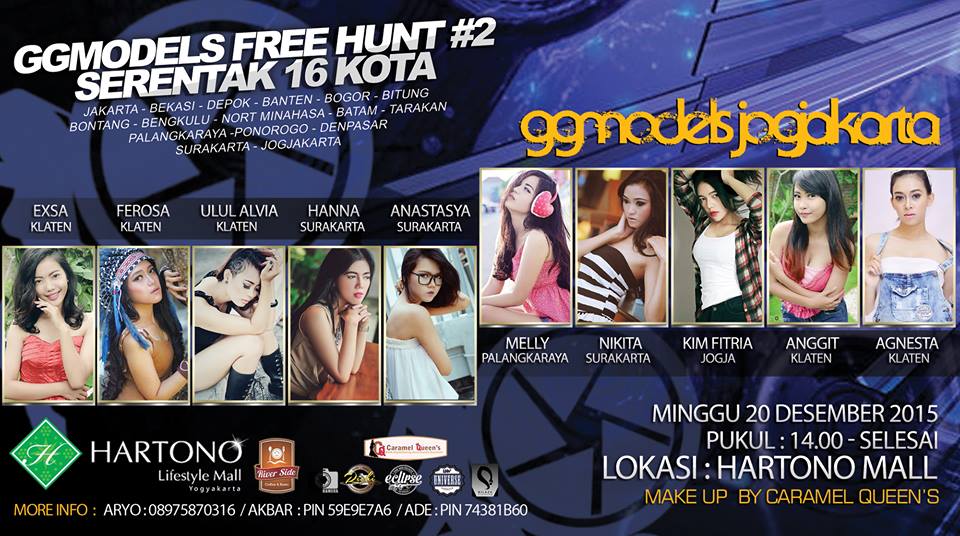 GGMODELS FREE HUNT #2
SERENTAK 16 KOTA
JAKARTA - BEKASI - DEPOK - BANTEN - BOGOR - BITUNG
BONTANG - BENGKULU - NORT MINAHASA - BATAM - TARAKAN
PALANGKARAYA -PONOROGO - DENPASAR
SURAKARTA - JOGJAKARTA
ggmodels jogjakarta
EXSA
KLATEN
FEROSA
KLATEN
ULUL ALVIA
KLATEN
HANNA
SURAKARTA
ANASTASYA
SURAKARTA
MELLY
PALANGKARAYA
NIKITA
SURAKARTA
KIM FITRIA
JOGJA
ANGGIT
KLATEN
AGNESTA
KLATEN
MINGGU 20 DESEMBER 2015
PUKUL : 14.00 - SELESAI
LOKASI : HARTONO MALL
MAKE UP BY CARAMEL QUEEN'S
H
HARTONO
Lifestyle Mall
Yogyakarta
River Side
Caramel Queen's
eclipse
UNIVERSE
MORE INFO : ARYO : 08975870316 / AKBAR : PIN 59E9E7A6 / ADE : PIN 74381B60